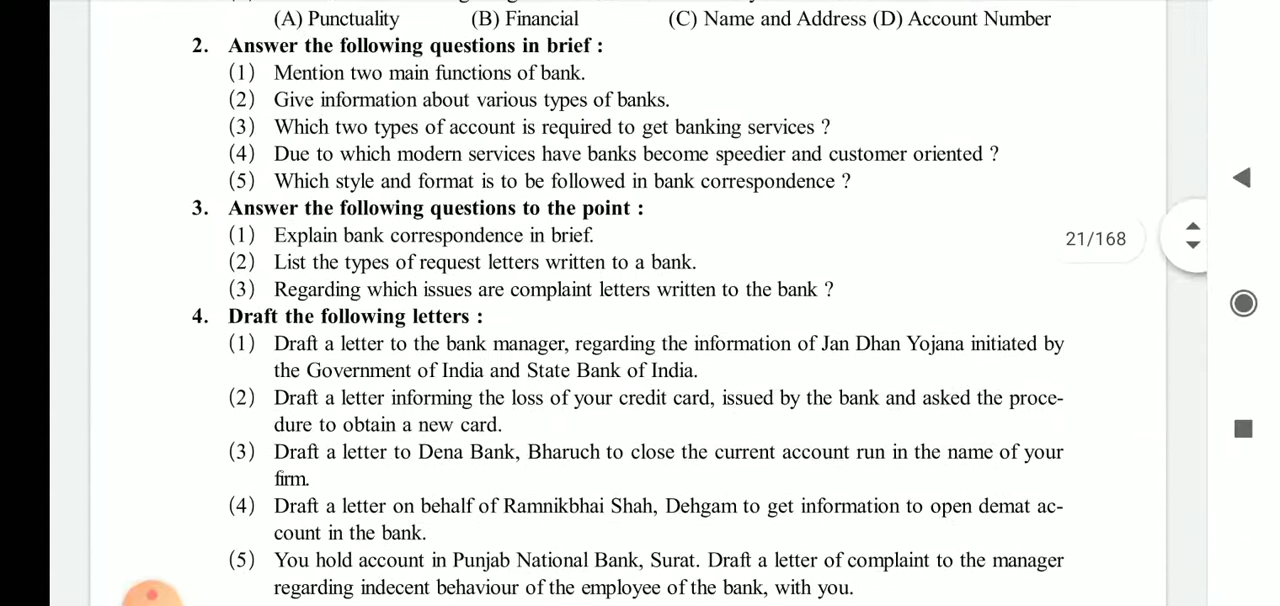 (A) Punctuality (B) Financial (C) Name and Address (D) Account Number
2. Answer the following questions in brief :
(1) Mention two main functions of bank.
(2) Give information about various types of banks.
(3) Which two types of account is required to get banking services ?
(4) Due to which modern services have banks become speedier and customer oriented ?
(5) Which style and format is to be followed in bank correspondence ?
3. Answer the following questions to the point :
(1) Explain bank correspondence in brief.
21/168
(2) List the types of request letters written to a bank.
(3) Regarding which issues are complaint letters written to the bank ?
4. Draft the following letters :
(1) Draft a letter to the bank manager, regarding the information of Jan Dhan Yojana initiated by
the Government of India and State Bank of India.
(2) Draft a letter informing the loss of your credit card, issued by the bank and asked the proce-
dure to obtain a new card.
(3) Draft a letter to Dena Bank, Bharuch to close the current account run in the name of your
firm.
(4) Draft a letter on behalf of Ramnikbhai Shah, Dehgam to get information to open demat ac-
count in the bank.
(5) You hold account in Punjab National Bank, Surat. Draft a letter of complaint to the manager
regarding indecent behaviour of the employee of the bank, with you.